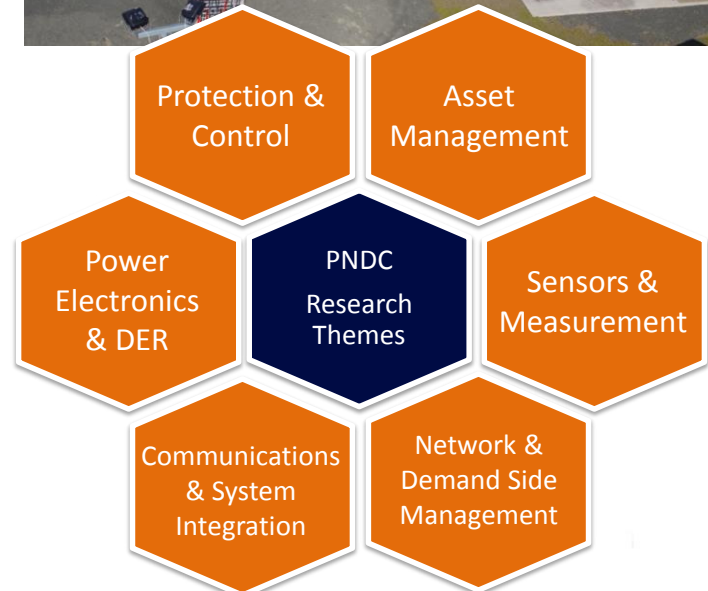 Protection &
Control
Asset
Management
Power
Electronics
& DER
PNDC
Research
Themes
Sensors &
Measurement
Communications
& System
Integration
Network &
Demand Side
Management